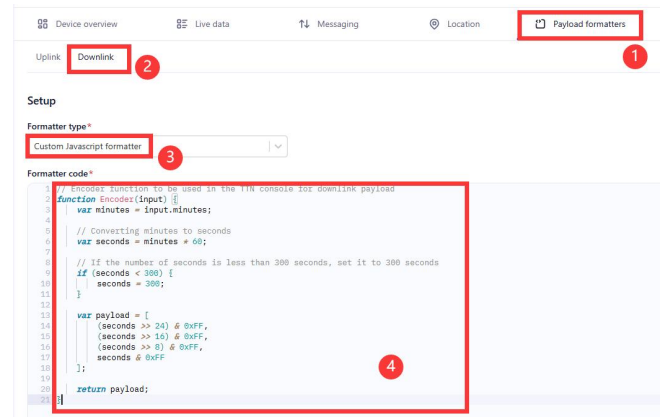 Device overview Live data Messaging Location Payload formatters
1
Uplink Downlink
2
Setup
Formatter type*
Custom Javascript formatter
3
Formatter code*
1 // Encoder function to be used in the TTN console for downlink payload
2 function Encoder(input) {
3 var minutes = input.minutes;
4
5 // Converting minutes to seconds
6 var seconds = minutes * 60;
7
8 // If the number of seconds is less than 300 seconds, set it to 300 seconds
9 if (seconds < 300) {
10 seconds = 300;
11 }
12
13 var payload = [
14 (seconds >> 24) & 0xFF,
15 (seconds >> 16) & 0xFF,
16 (seconds >> 8) & 0xFF,
17 seconds & 0xFF
18 ];
4
19
20 return payload;
21 }